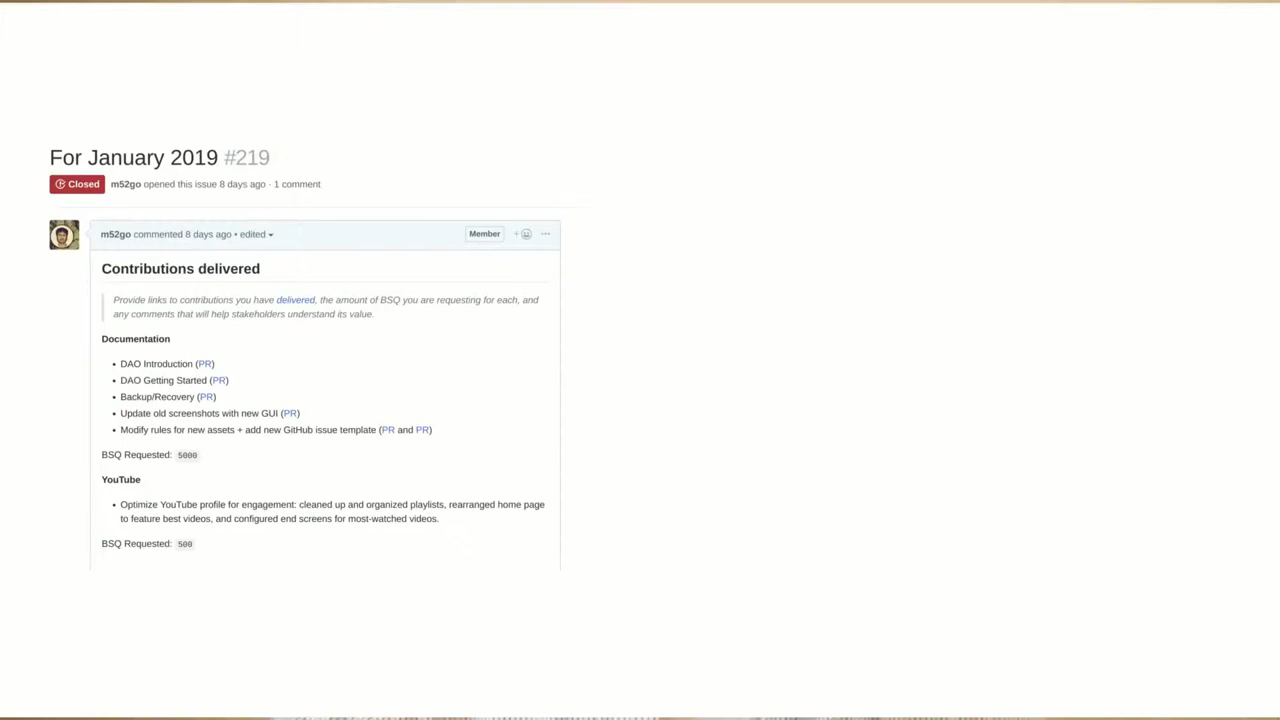 For January 2019 #219
Closed m52go opened this issue 8 days ago · 1 comment
m52go commented 8 days ago • edited Member
Contributions delivered
Provide links to contributions you have delivered, the amount of BSQ you are requesting for each, and
any comments that will help stakeholders understand its value.
Documentation
• DAO Introduction (PR)
• DAO Getting Started (PR)
• Backup/Recovery (PR)
• Update old screenshots with new GUI (PR)
• Modify rules for new assets + add new GitHub issue template (PR and PR)
BSQ Requested: 5000
YouTube
• Optimize YouTube profile for engagement: cleaned up and organized playlists, rearranged home page
to feature best videos, and configured end screens for most-watched videos.
BSQ Requested: 500